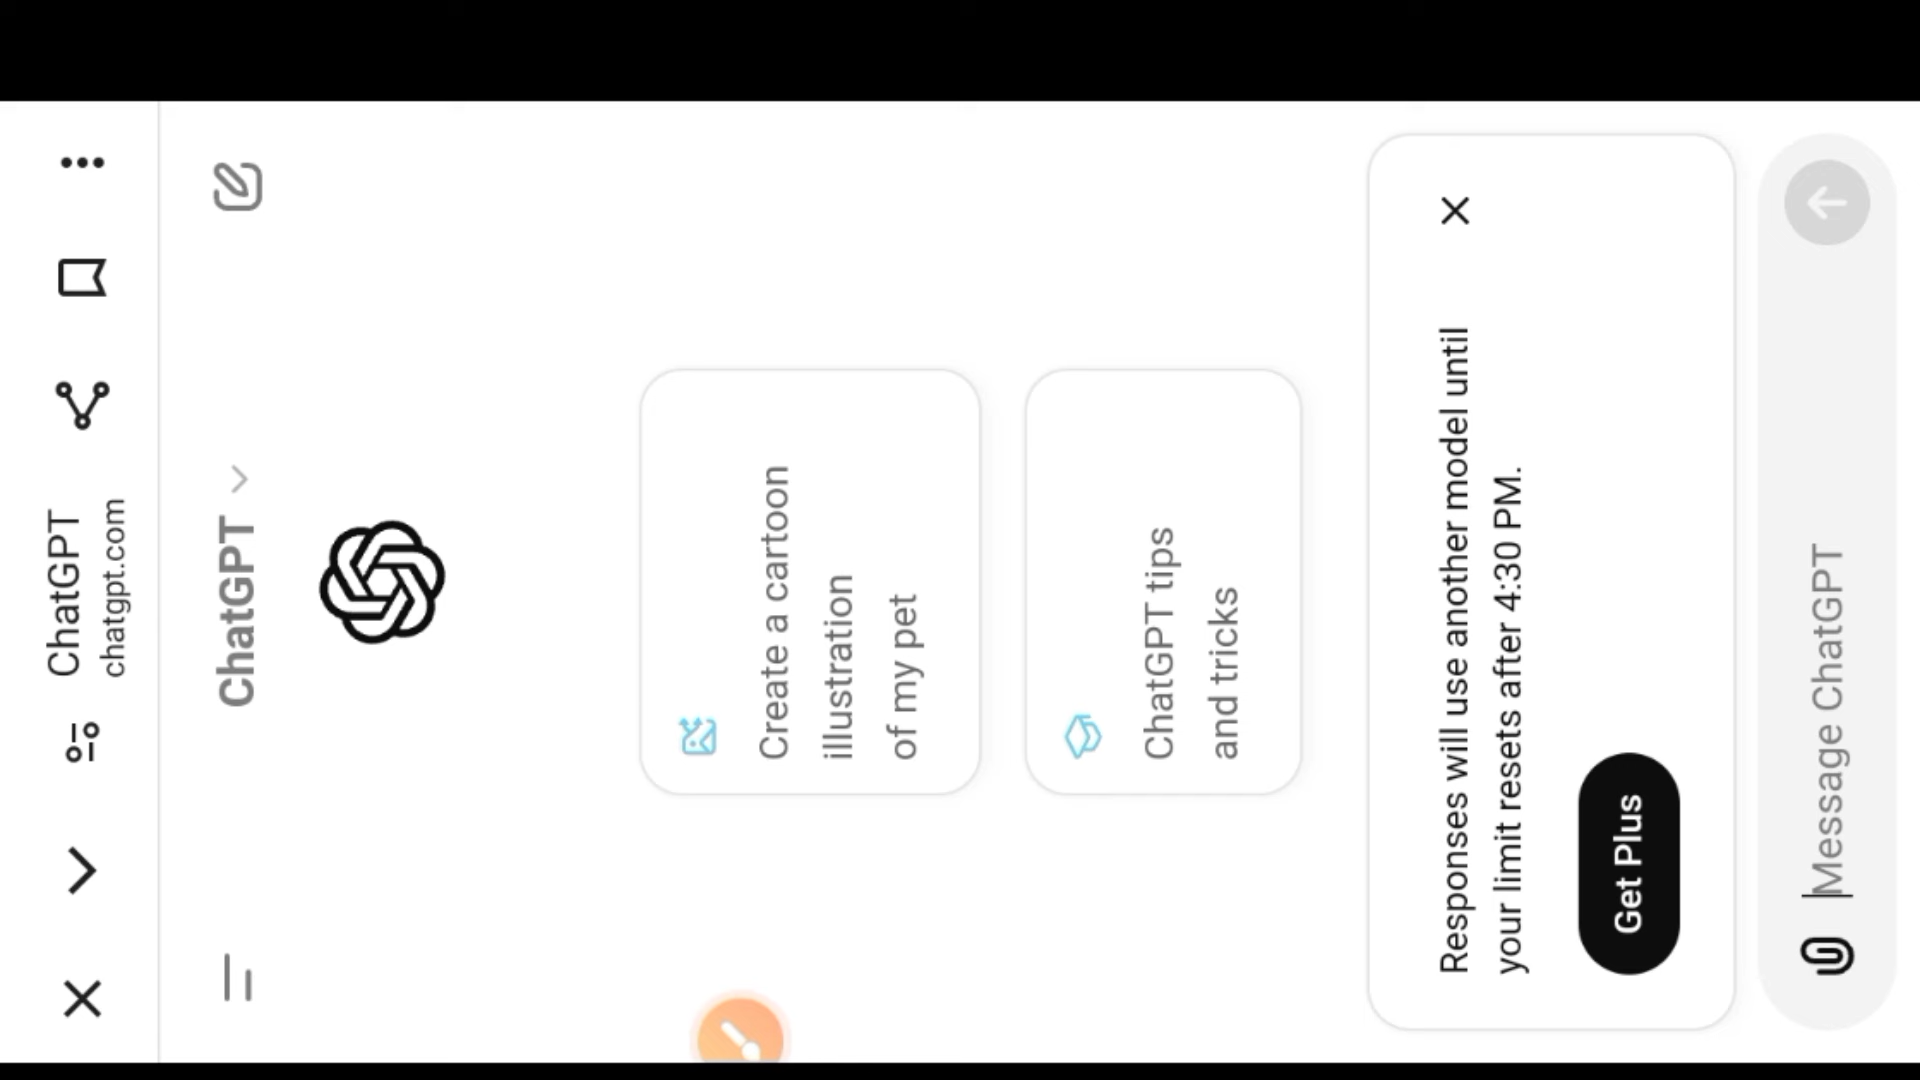 ChatGPT
chatgpt.com
ChatGPT
Create a cartoon
illustration
of my pet
ChatGPT tips
and tricks
Responses will use another model until
your limit resets after 4:30 PM.
Get Plus
Message ChatGPT